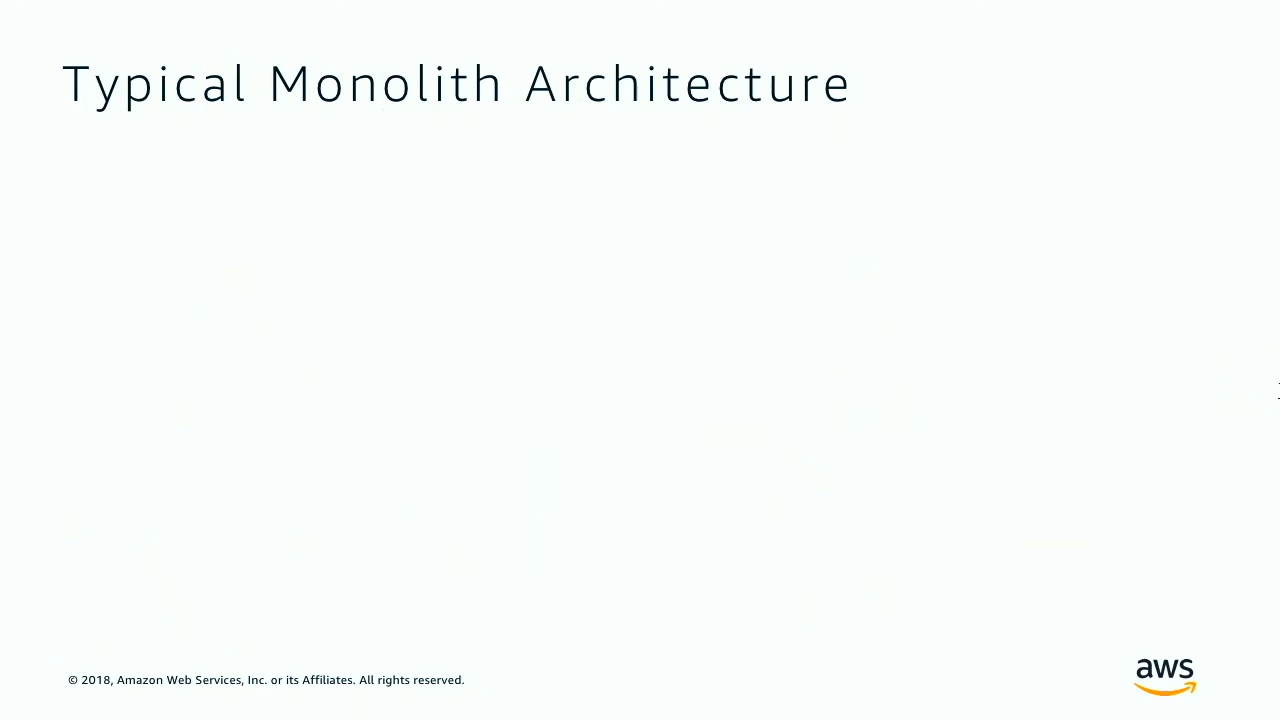 Typical Monolith Architecture
© 2018, Amazon Web Services, Inc. or its Affiliates. All rights reserved.
aws